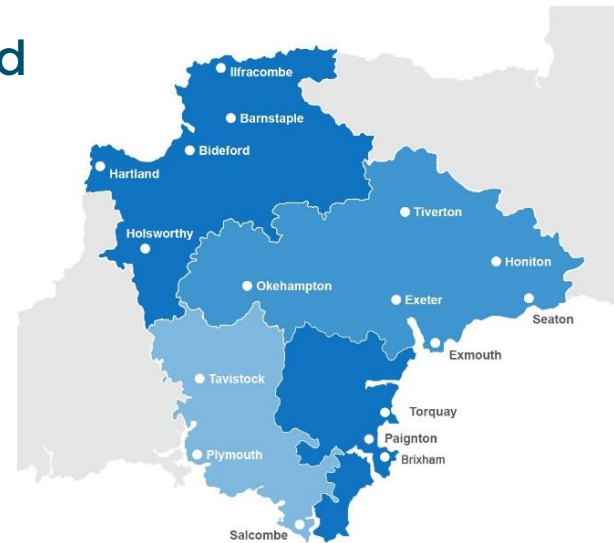 d
Ilfracombe
Barnstaple
Bideford
Hartland
Tiverton
Holsworthy
Honiton
Okehampton
Exeter
Seaton
Exmouth
Tavistock
Torquay
Paignton
Plymouth
Brixham
Salcombe